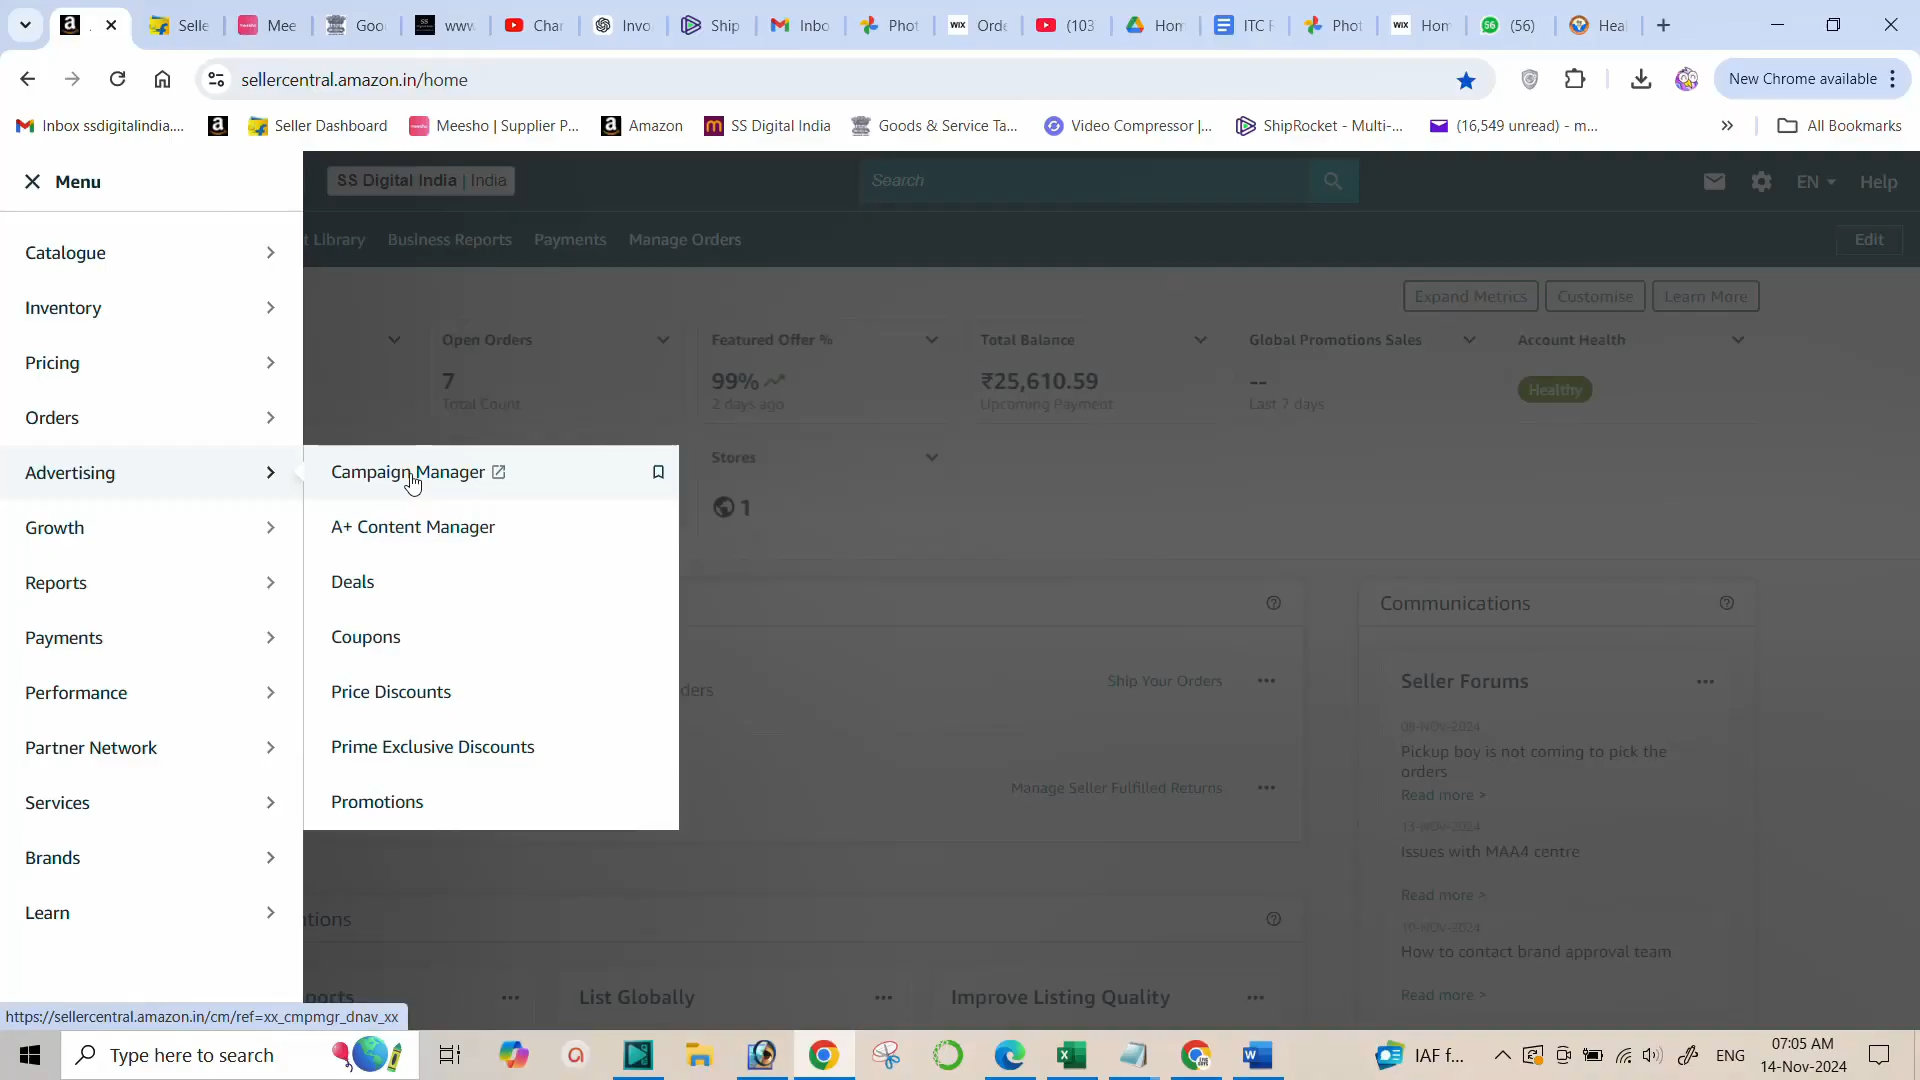 Selle
Mee
Goo
www
Cha
Invo
Ship
Inbo
Phot
WIX
Orde
(103
Hom
ITC F
Phot
WIX
Hom
56
(56)
Heal
sellercentral.amazon.in/home
New Chrome available
Inbox ssdigitalindia....
Seller Dashboard
Meesho | Supplier P...
Amazon
SS Digital India
Goods & Service Ta...
Video Compressor |...
ShipRocket - Multi-...
(16,549 unread) - m...
All Bookmarks
Menu
SS Digital India | India
Search
EN
Help
t Library
Business Reports
Payments
Manage Orders
Edit
Expand Metrics
Customise
Learn More
Open Orders
7
Total Count
Featured Offer %
99%
2 days ago
Total Balance
₹25,610.59
Upcoming Payment
Global Promotions Sales
--
Last 7 days
Account Health
Healthy
Stores
1
Catalogue
Inventory
Pricing
Orders
Advertising
Growth
Reports
Payments
Performance
Partner Network
Services
Brands
Learn
Campaign Manager
A+ Content Manager
Deals
Coupons
Price Discounts
Prime Exclusive Discounts
Promotions
ders
Ship Your Orders
Manage Seller Fulfilled Returns
Communications
Seller Forums
08-NOV-2024
Pickup boy is not coming to pick the
orders
Read more >
13-NOV-2024
Issues with MAA4 centre
Read more >
10-NOV-2024
How to contact brand approval team
Read more >
tions
ports
List Globally
Improve Listing Quality
https://sellercentral.amazon.in/cm/ref=xx_cmpmgr_dnav_xx
Type here to search
IAF f...
ENG
07:05 AM
14-Nov-2024